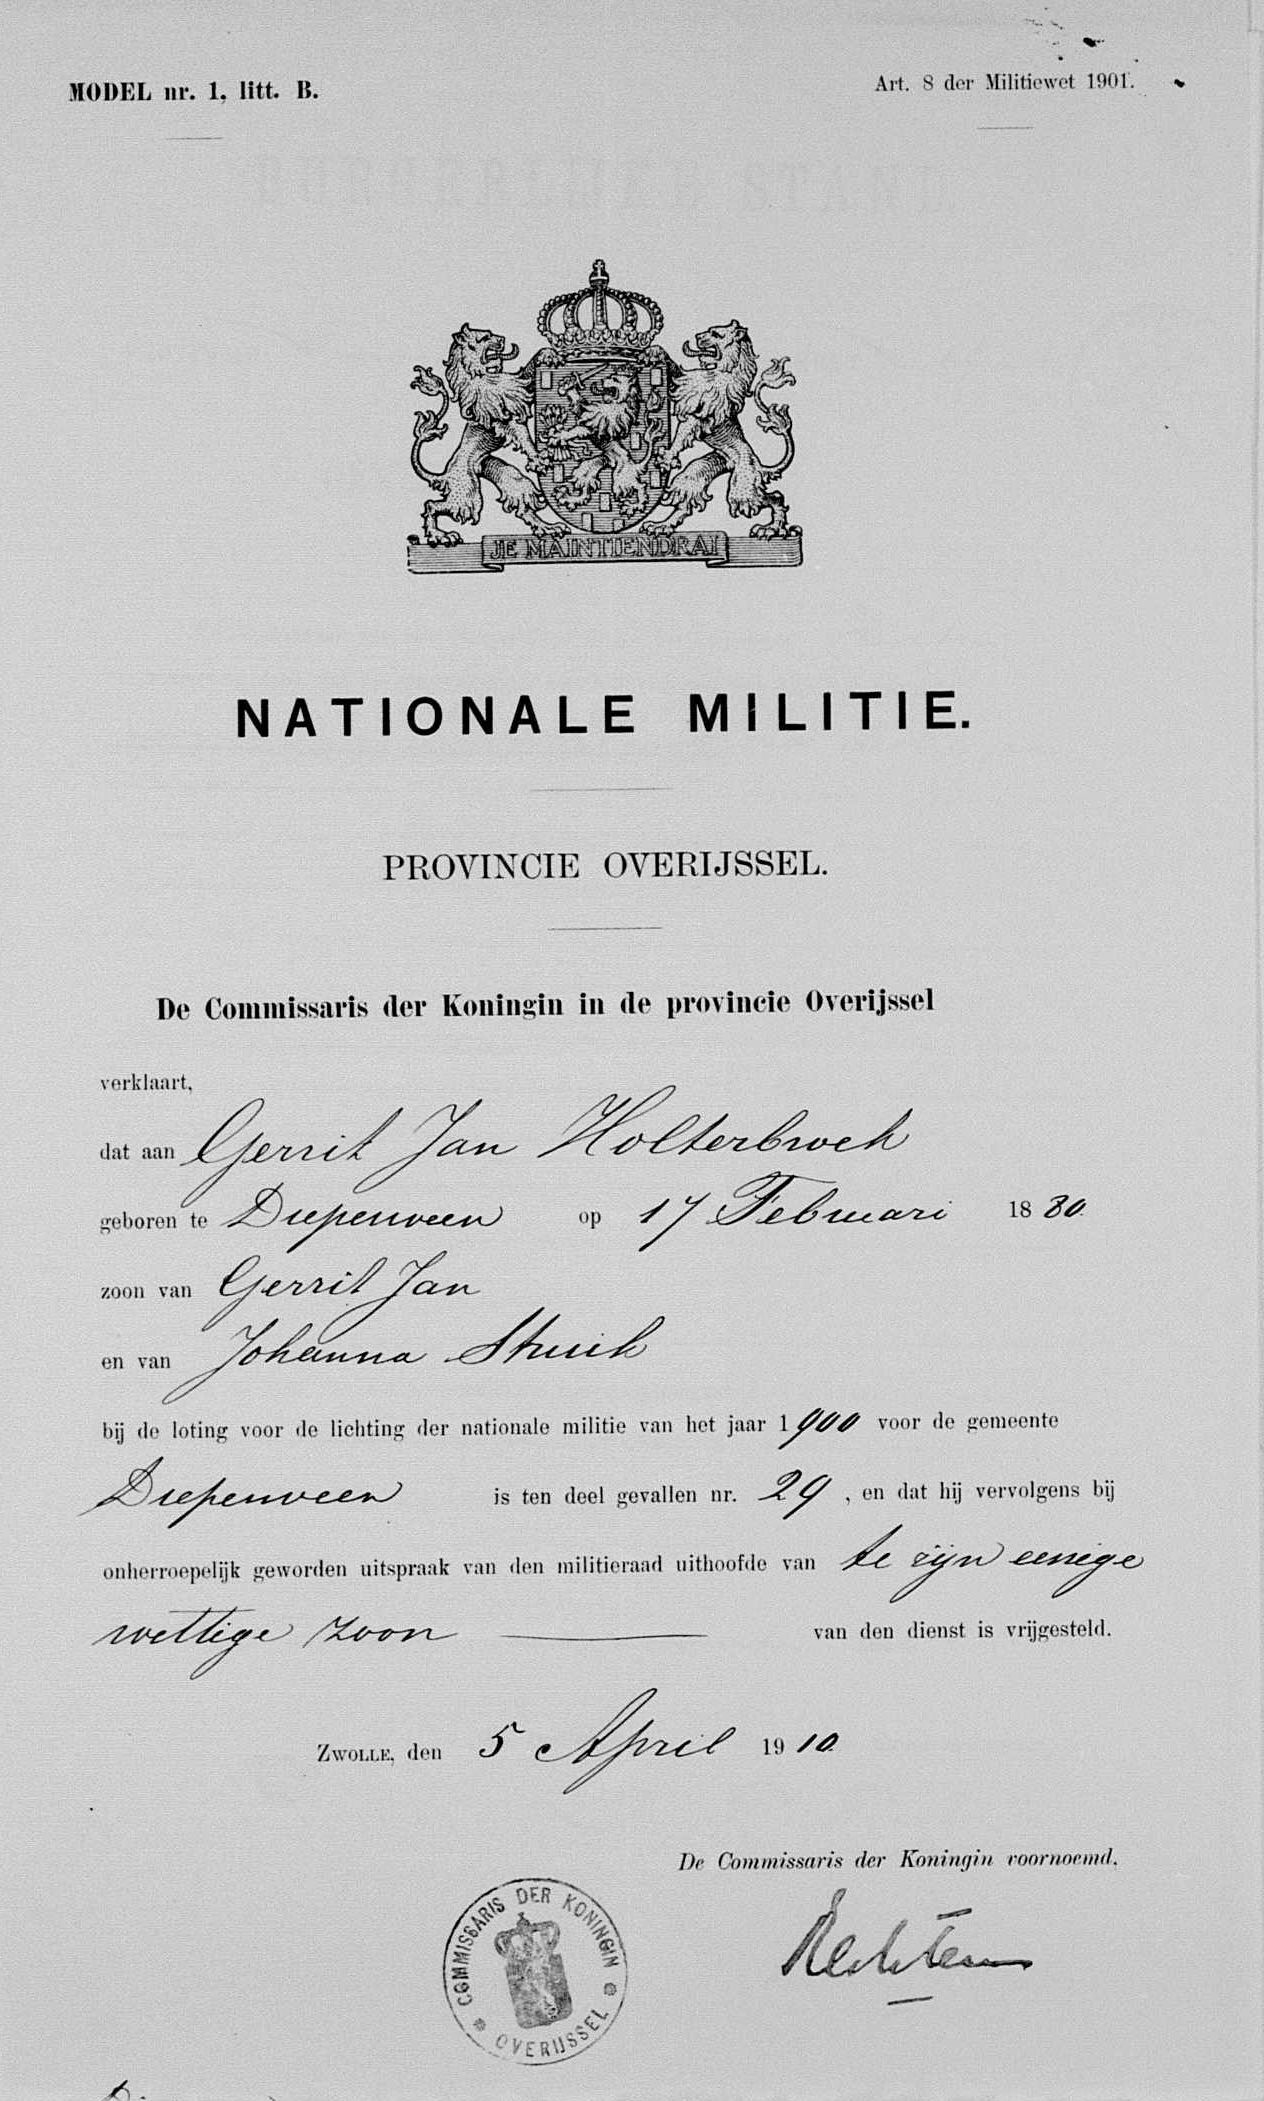 MODEL nr. 1, litt. B.
Art. 8 der Militiewet 1901.
JE MAINTIENDRAI
NATIONALE MILITIE.
PROVINCIE OVERIJSSEL.
De Commissaris der Koningin in de provincie Overijssel
verklaart,
dat aan Gerrit Jan Holterbroek
geboren te Diepenveen op 17 Februari 1880.
zoon van Gerrit Jan
en van Johanna Stuik
bij de loting voor de lichting der nationale militie van het jaar 1900 voor de gemeente
Diepenveen is ten deel gevallen nr. 29, en dat hij vervolgens bij
onherroepelijk geworden uitspraak van den militieraad uithoofde van te zijn eenige
wettige zoon van den dienst is vrijgesteld.
ZWOLLE, den 5 April 1910.
De Commissaris der Koningin voornoemd,
COMMISSARIS DER KONINGIN
OVERIJSSEL